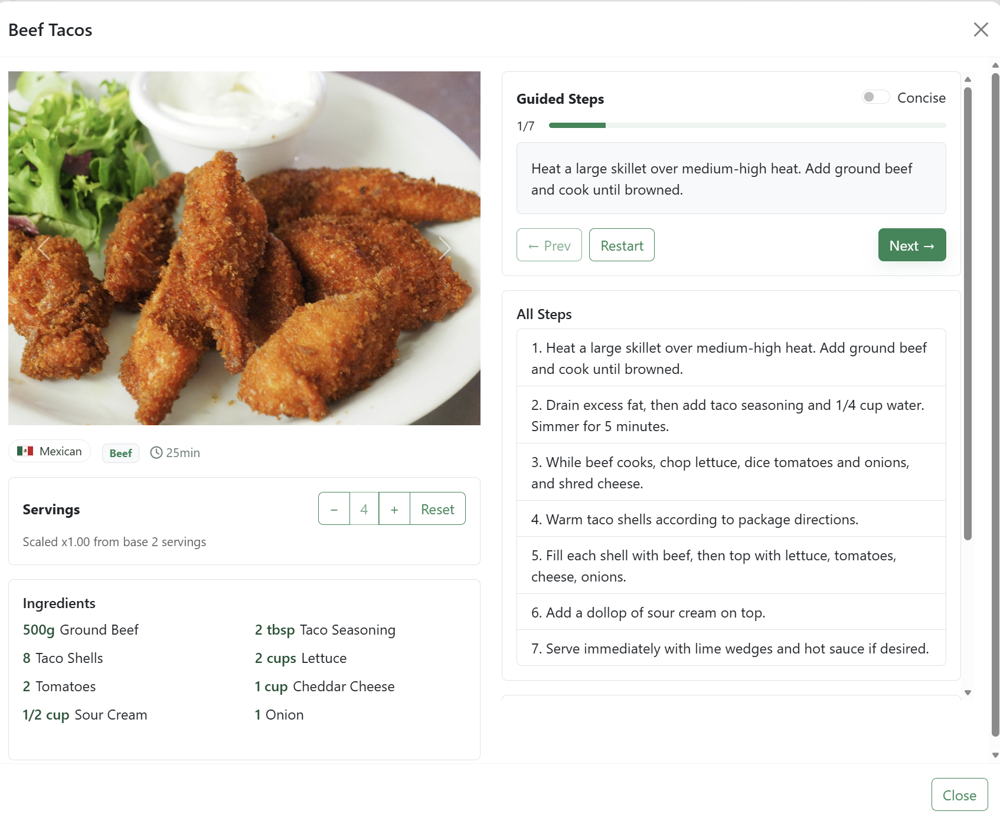 Beef Tacos
Mexican
Beef
25min
Servings
− 4 + Reset
Scaled x1.00 from base 2 servings
Ingredients
500g Ground Beef
2 tbsp Taco Seasoning
8 Taco Shells
2 cups Lettuce
2 Tomatoes
1 cup Cheddar Cheese
1/2 cup Sour Cream
1 Onion
Guided Steps
Concise
1/7
Heat a large skillet over medium-high heat. Add ground beef
and cook until browned.
← Prev
Restart
Next →
All Steps
1. Heat a large skillet over medium-high heat. Add ground beef
and cook until browned.
2. Drain excess fat, then add taco seasoning and 1/4 cup water.
Simmer for 5 minutes.
3. While beef cooks, chop lettuce, dice tomatoes and onions,
and shred cheese.
4. Warm taco shells according to package directions.
5. Fill each shell with beef, then top with lettuce, tomatoes,
cheese, onions.
6. Add a dollop of sour cream on top.
7. Serve immediately with lime wedges and hot sauce if desired.
Close